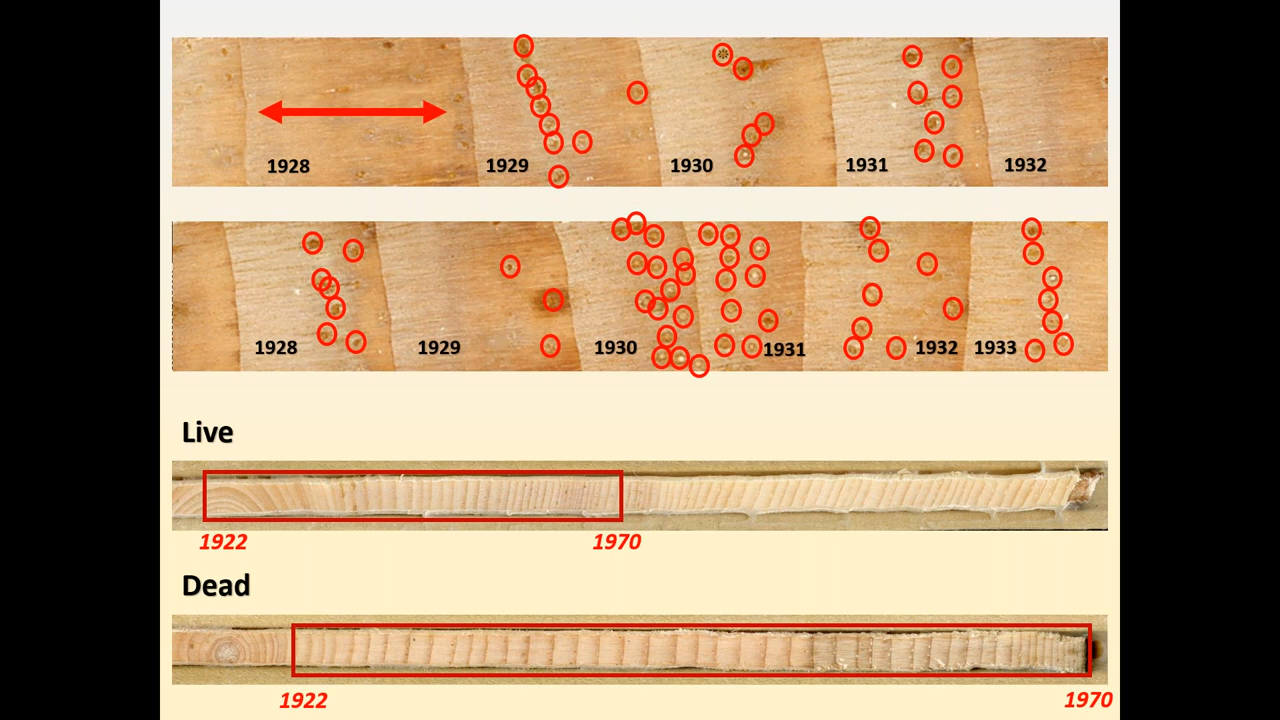 1928 1929 1930 1931 1932
1928 1929 1930 1931 1932 1933
Live
1922 1970
Dead
1922 1970